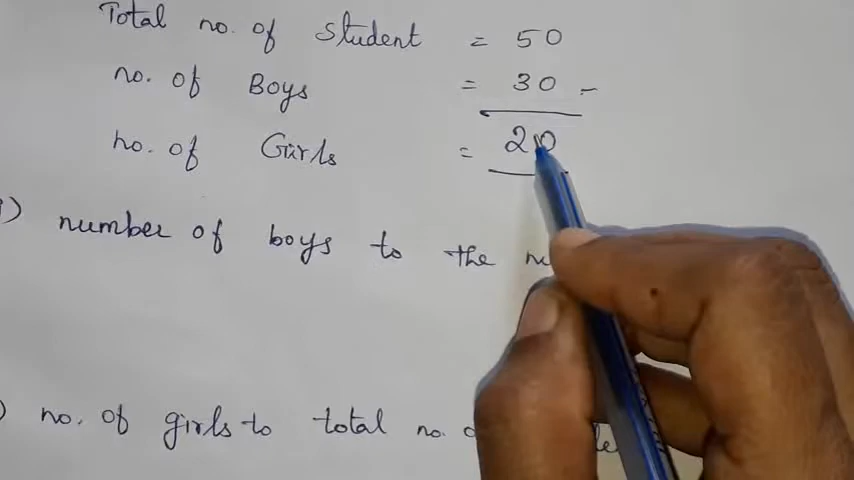 Total no. of Student = 50
no. of Boys = 30 -
no. of Girls = 20
i) number of boys to the
) no. of girls to total no.